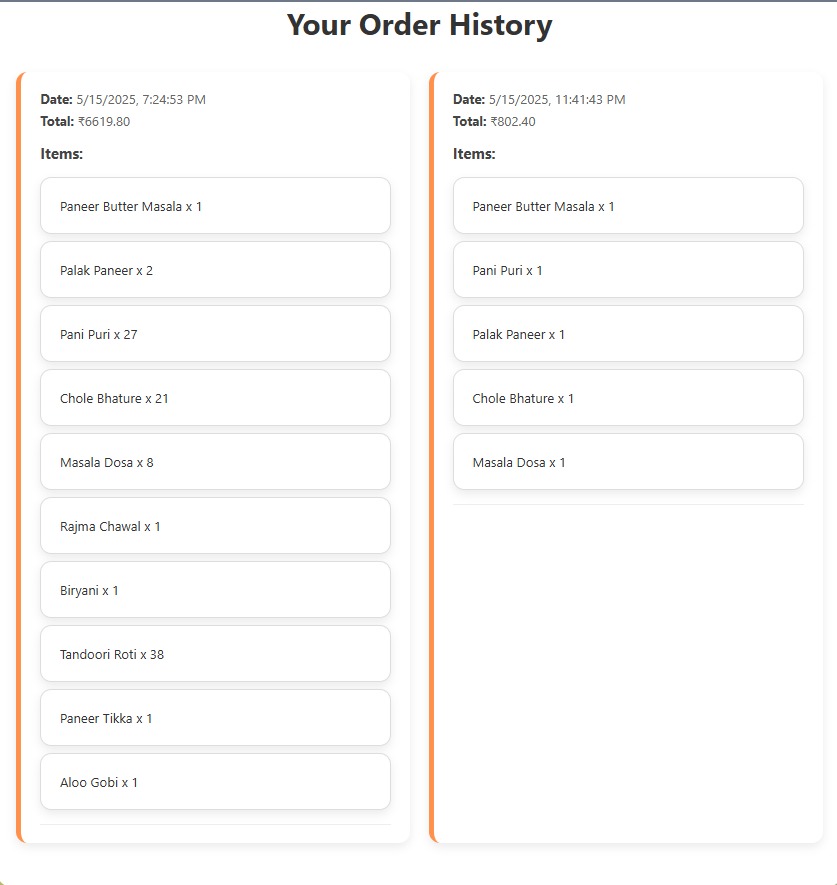 Your Order History
Date: 5/15/2025, 7:24:53 PM
Total: ₹6619.80
Items:
Paneer Butter Masala x 1
Palak Paneer x 2
Pani Puri x 27
Chole Bhature x 21
Masala Dosa x 8
Rajma Chawal x 1
Biryani x 1
Tandoori Roti x 38
Paneer Tikka x 1
Aloo Gobi x 1
Date: 5/15/2025, 11:41:43 PM
Total: ₹802.40
Items:
Paneer Butter Masala x 1
Pani Puri x 1
Palak Paneer x 1
Chole Bhature x 1
Masala Dosa x 1